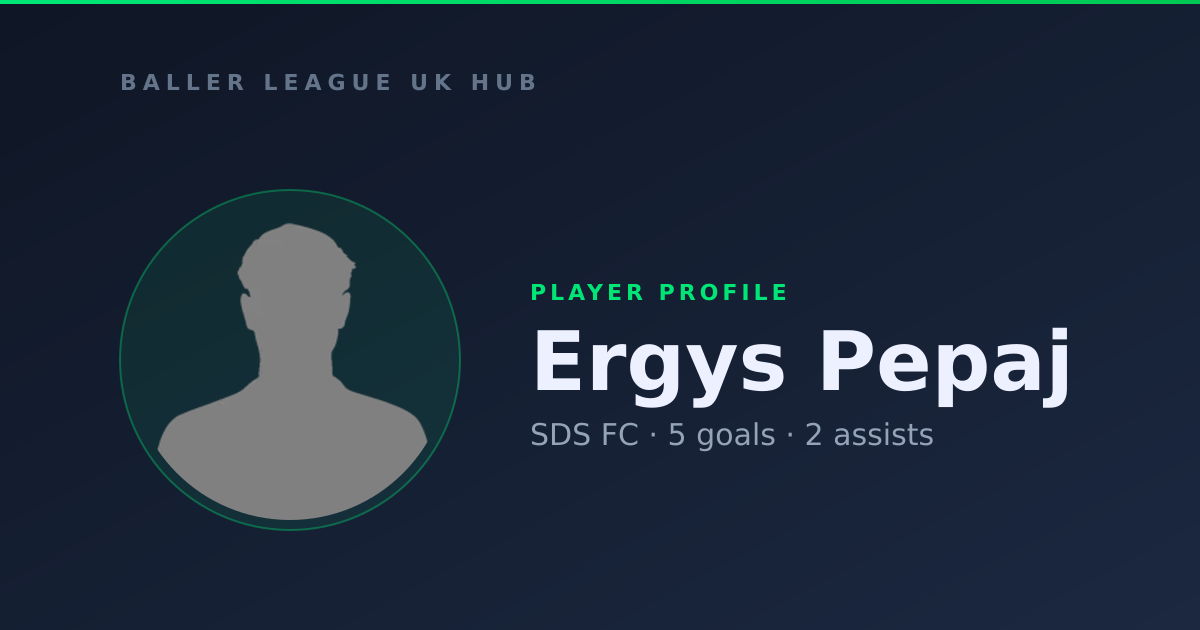 BALLER LEAGUE UK HUB
PLAYER PROFILE
Ergys Pepaj
SDS FC · 5 goals · 2 assists